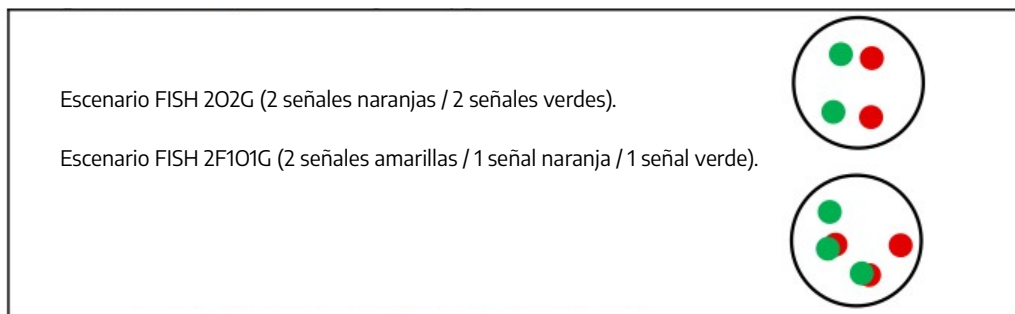 Escenario FISH 2O2G (2 señales naranjas / 2 señales verdes).
Escenario FISH 2F1O1G (2 señales amarillas / 1 señal naranja / 1 señal verde).